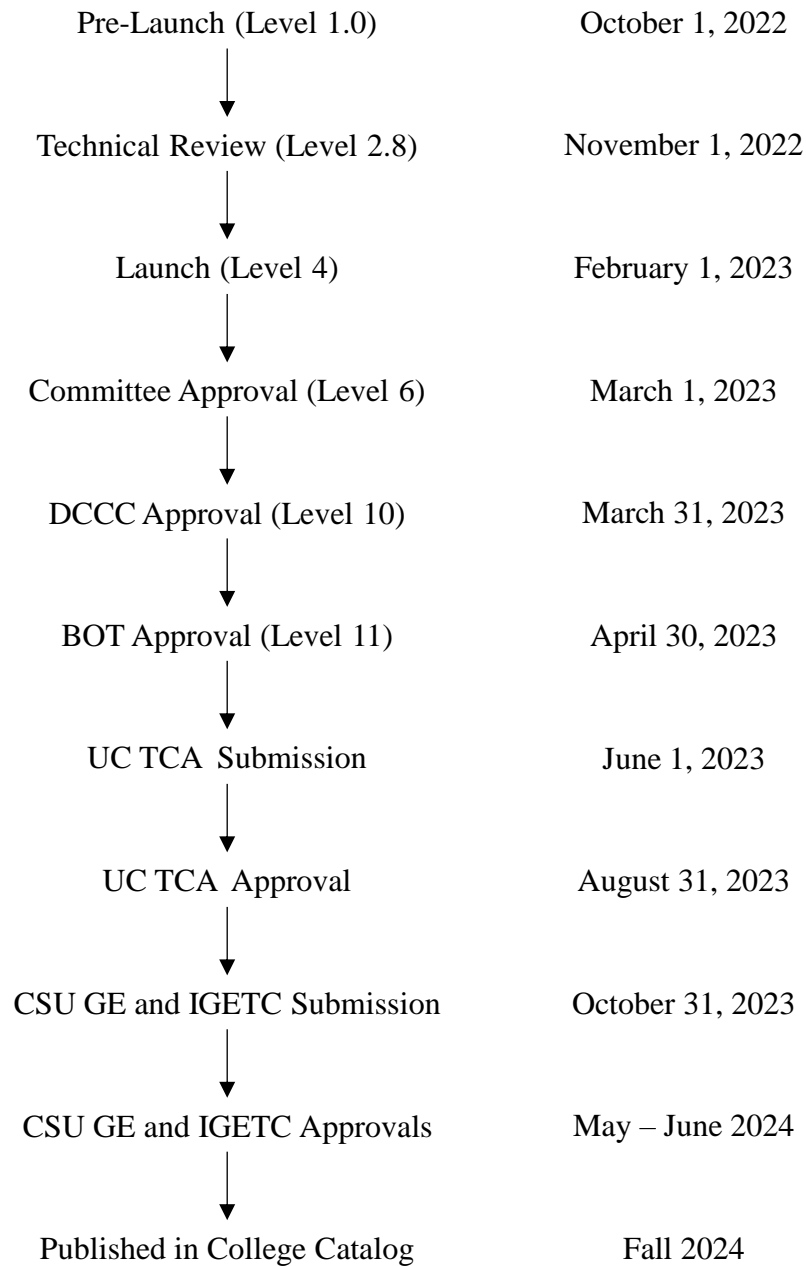 Pre-Launch (Level 1.0) October 1, 2022
Technical Review (Level 2.8) November 1, 2022
Launch (Level 4) February 1, 2023
Committee Approval (Level 6) March 1, 2023
DCCC Approval (Level 10) March 31, 2023
BOT Approval (Level 11) April 30, 2023
UC TCA Submission June 1, 2023
UC TCA Approval August 31, 2023
CSU GE and IGETC Submission October 31, 2023
CSU GE and IGETC Approvals May – June 2024
Published in College Catalog Fall 2024